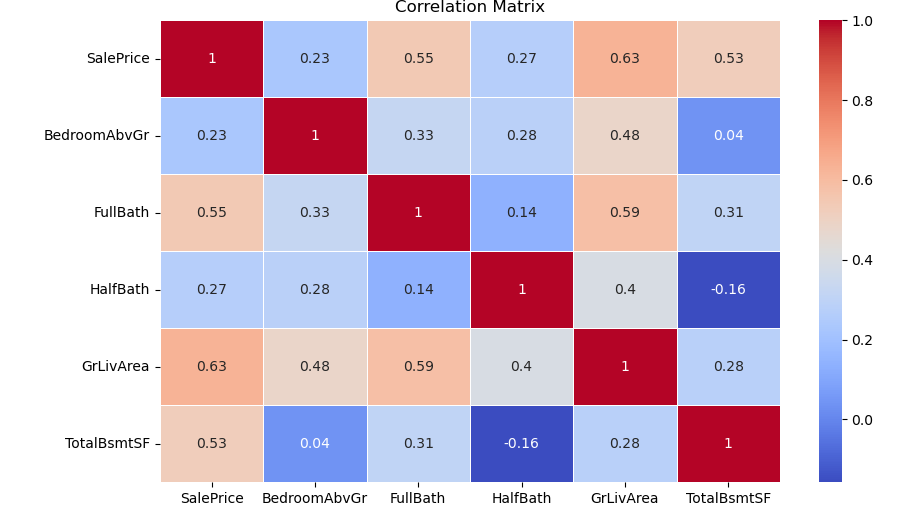 Correlation Matrix
SalePrice 1 0.23 0.55 0.27 0.63 0.53
BedroomAbvGr 0.23 1 0.33 0.28 0.48 0.04
FullBath 0.55 0.33 1 0.14 0.59 0.31
HalfBath 0.27 0.28 0.14 1 0.4 -0.16
GrLivArea 0.63 0.48 0.59 0.4 1 0.28
TotalBsmtSF 0.53 0.04 0.31 -0.16 0.28 1
SalePrice BedroomAbvGr FullBath HalfBath GrLivArea TotalBsmtSF
1.0
0.8
0.6
0.4
0.2
0.0